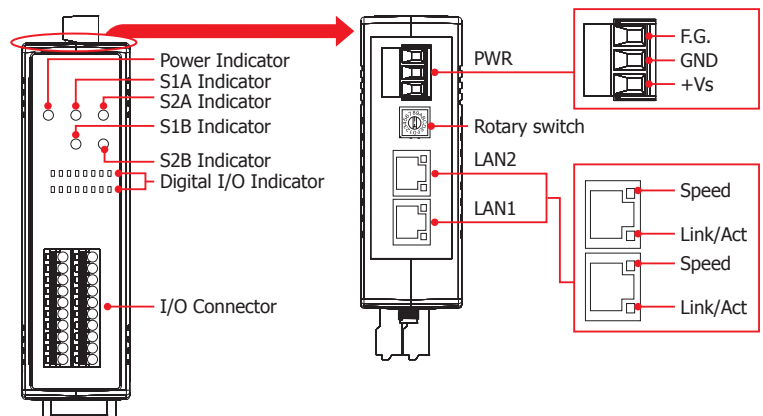 Power Indicator
S1A Indicator
S2A Indicator
S1B Indicator
S2B Indicator
Digital I/O Indicator
I/O Connector
PWR
Rotary switch
LAN2
LAN1
F.G.
GND
+Vs
Speed
Link/Act
Speed
Link/Act